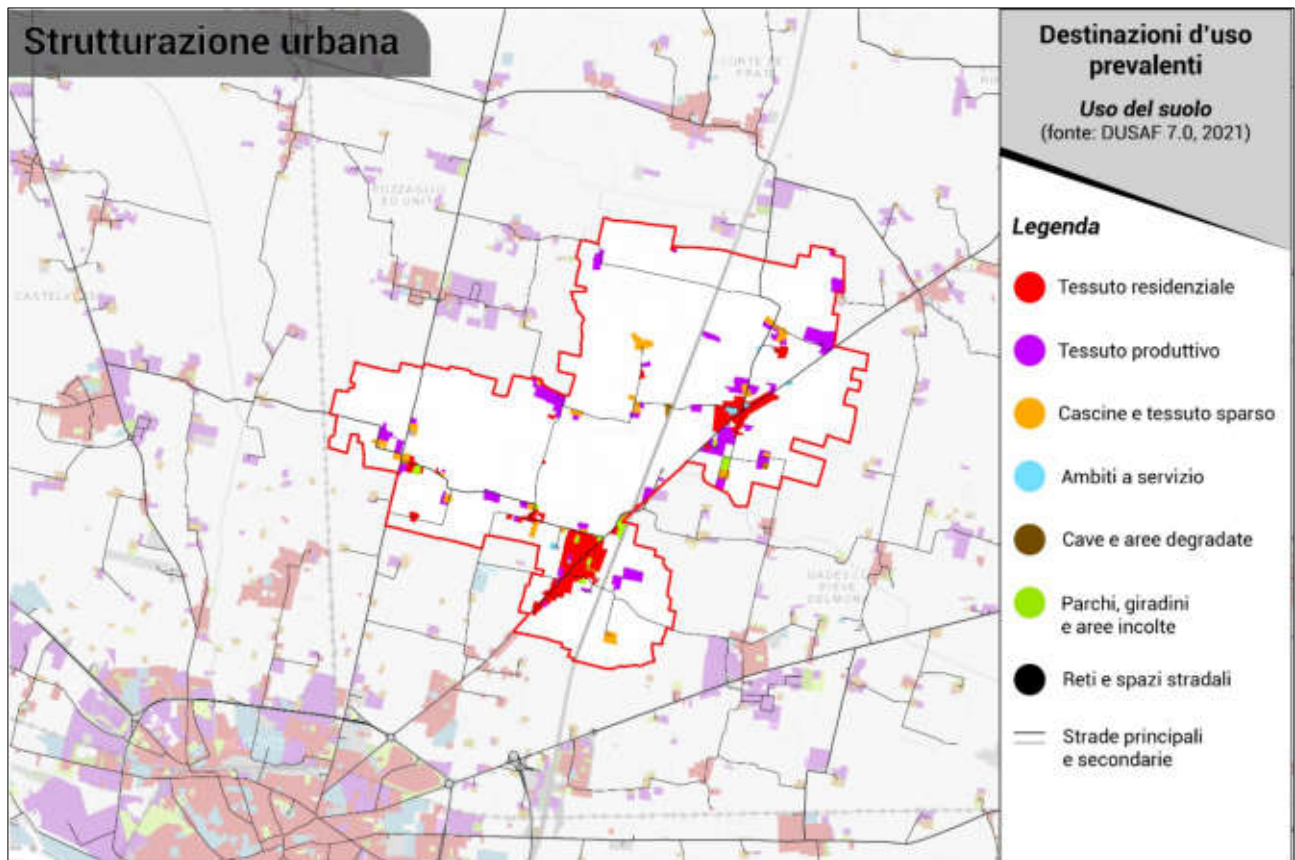 Strutturazione urbana
Destinazioni d'uso
prevalenti
Uso del suolo
(fonte: DUSAF 7.0, 2021)
Legenda
Tessuto residenziale
Tessuto produttivo
Cascine e tessuto sparso
Ambiti a servizio
Cave e aree degradate
Parchi, giradini
e aree incolte
Reti e spazi stradali
Strade principali
e secondarie